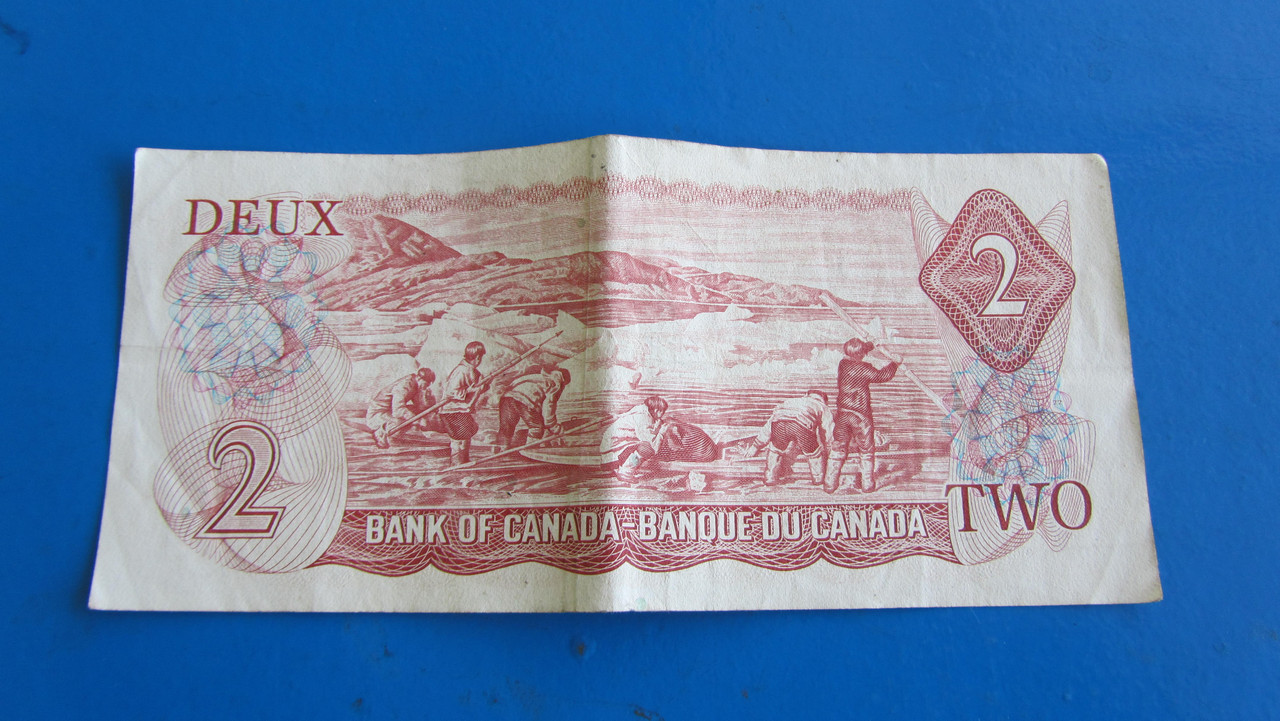 DEUX
2
2
BANK OF CANADA-BANQUE DU CANADA
TWO